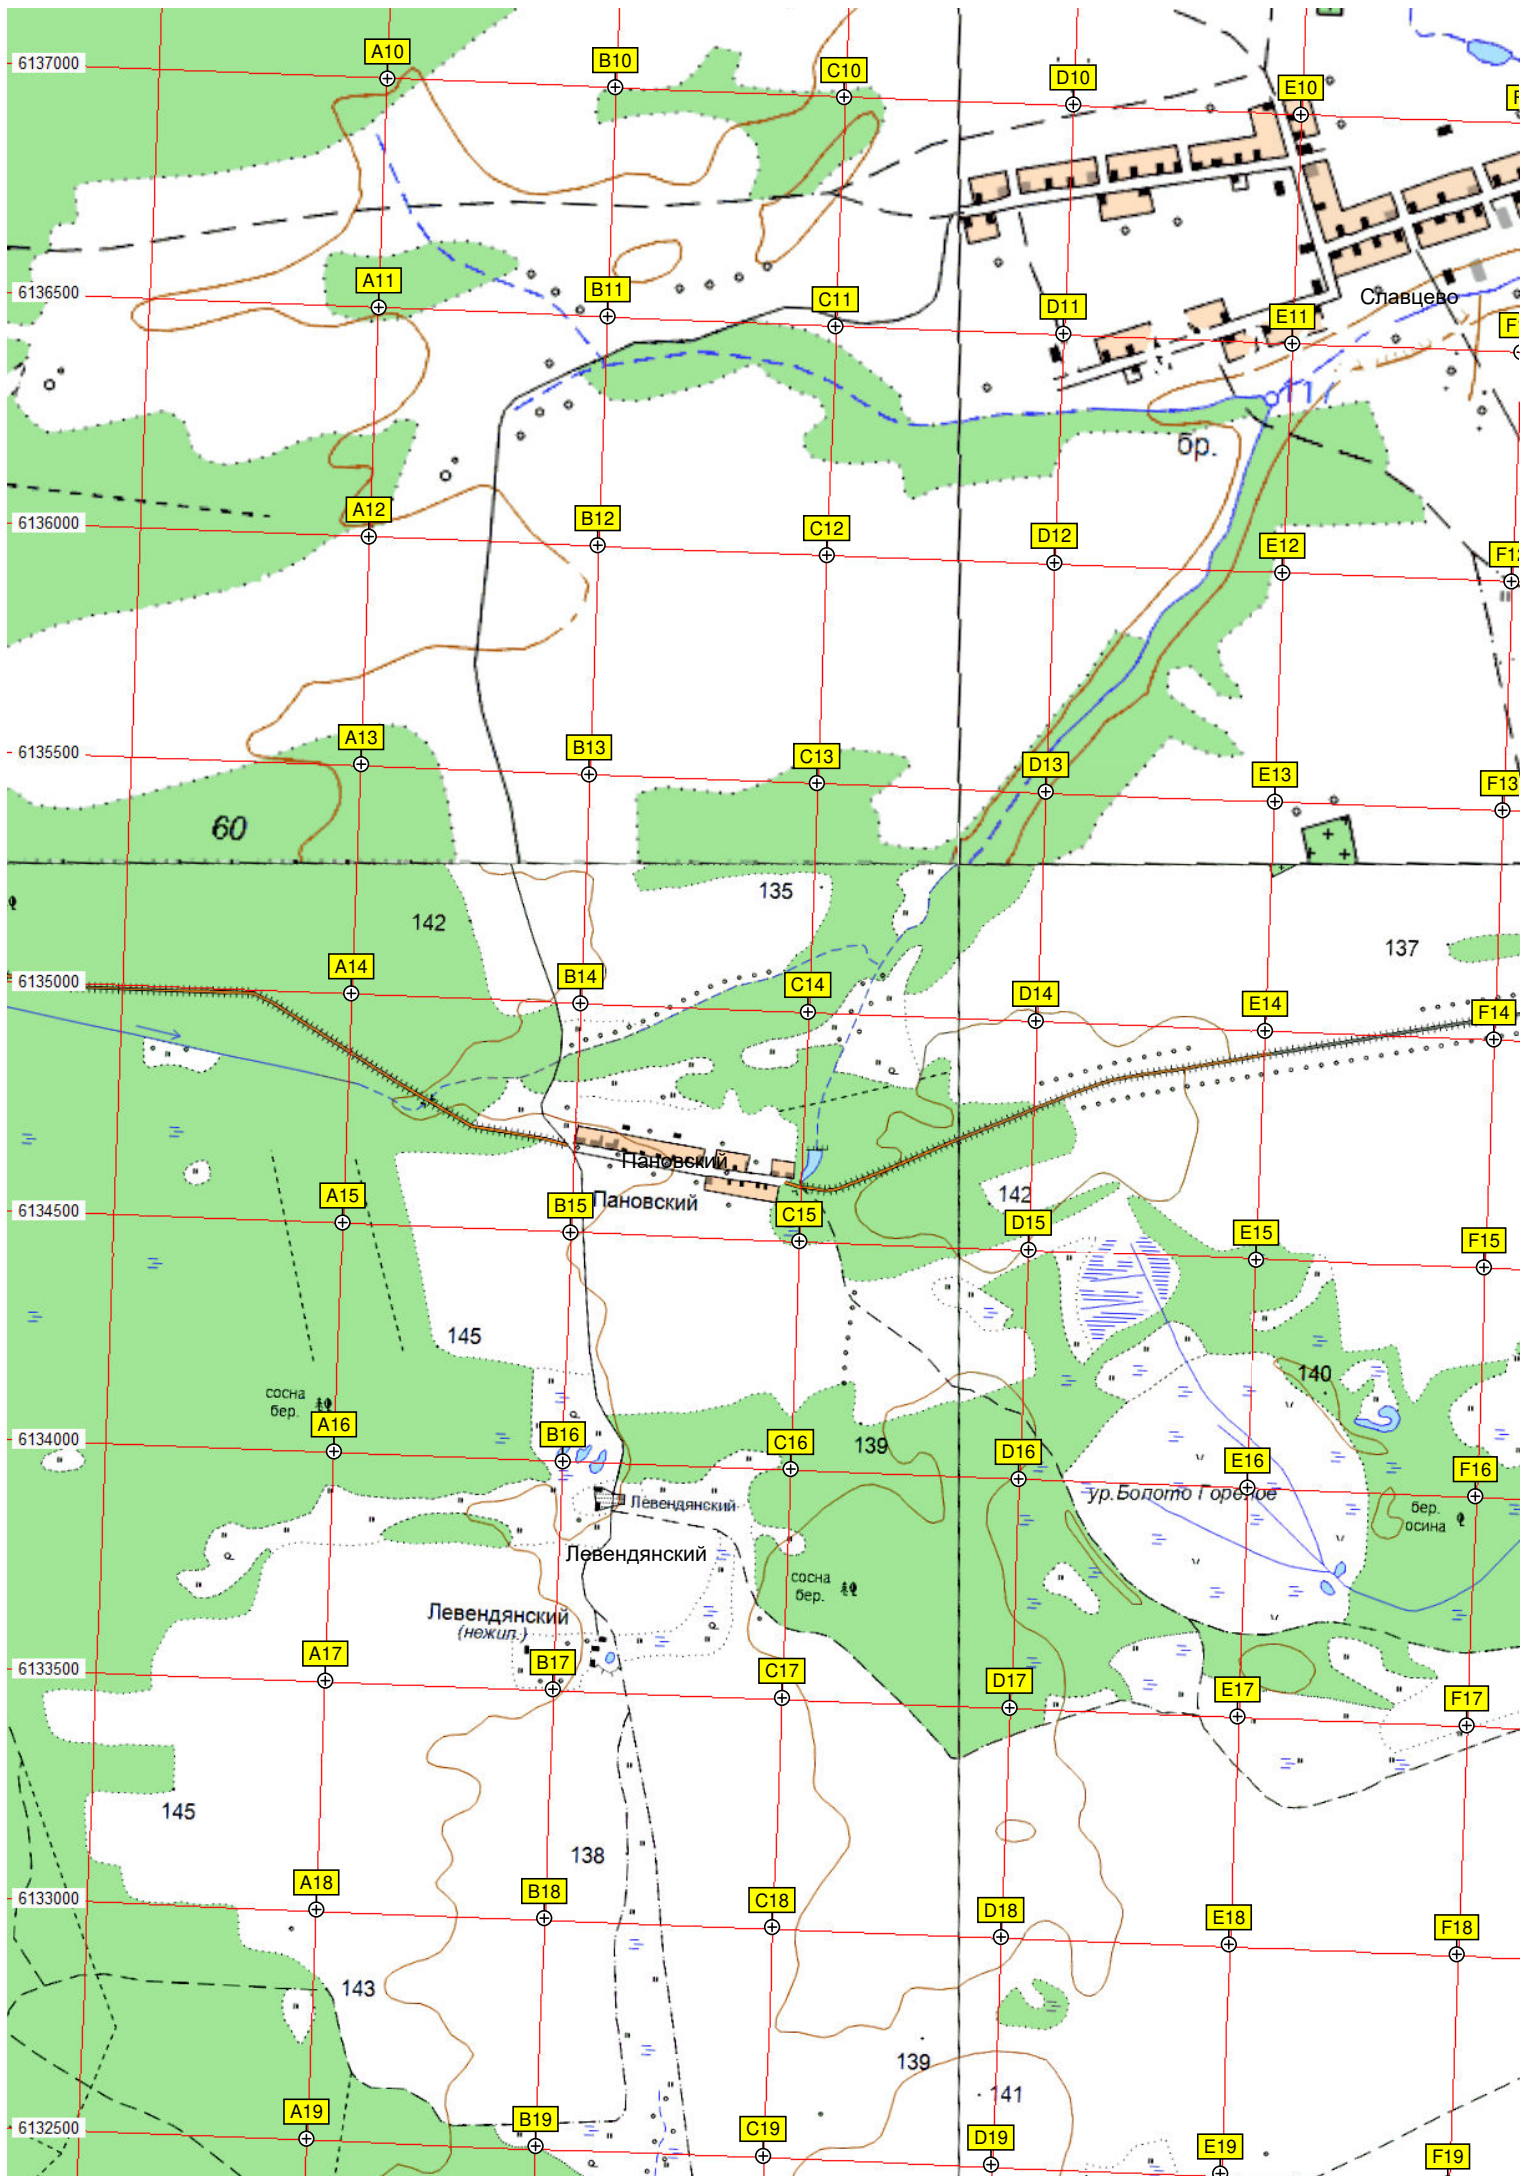 A10 B10 C10 D10 E10 F
6137000
A11 B11 C11 D11 E11 F1
6136500
Славцево
бр.
A12 B12 C12 D12 E12 F12
6136000
A13 B13 C13 D13 E13 F13
6135500
60
135
142
137
A14 B14 C14 D14 E14 F14
6135000
Пановский
Пановский
142
A15 B15 C15 D15 E15 F15
6134500
145
140
сосна
бер.
A16 B16 C16 D16 E16 F16
6134000
139
ур.Болото Горелое
Левендянский
бер.
осина
Левендянский
сосна
бер.
Левендянский
(нежил.)
A17 B17 C17 D17 E17 F17
6133500
145
138
A18 B18 C18 D18 E18 F18
6133000
143
139
141
A19 B19 C19 D19 E19 F19
6132500